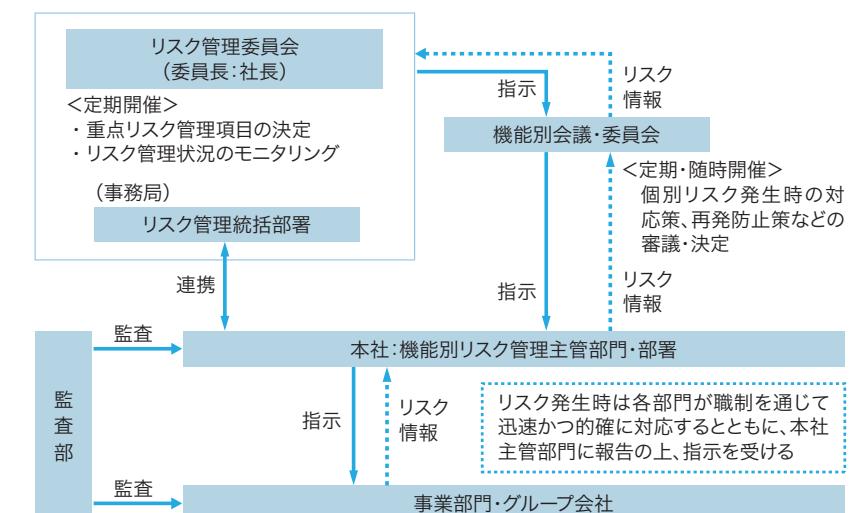 リスク管理委員会
（委員長：社長）
＜定期開催＞
・重点リスク管理項目の決定
・リスク管理状況のモニタリング
（事務局）
リスク管理統括部署
指示
リスク
情報
機能別会議・委員会
＜定期・随時開催＞
個別リスク発生時の対
応策、再発防止策などの
審議・決定
連携
指示
リスク
情報
監査
本社：機能別リスク管理主管部門・部署
監査部
指示
リスク
情報
リスク発生時は各部門が職制を通じて
迅速かつ的確に対応するとともに、本社
主管部門に報告の上、指示を受ける
監査
事業部門・グループ会社